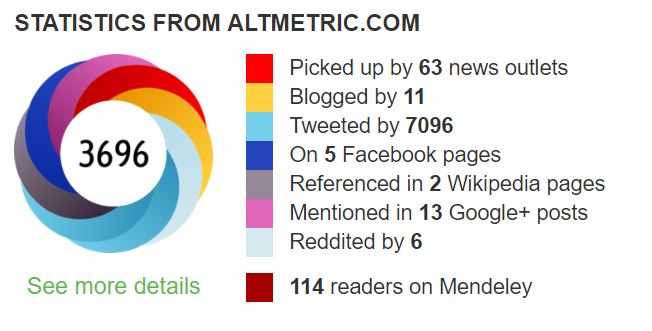 STATISTICS FROM ALTMETRIC.COM
3696
See more details
Picked up by 63 news outlets
Blogged by 11
Tweeted by 7096
On 5 Facebook pages
Referenced in 2 Wikipedia pages
Mentioned in 13 Google+ posts
Reddited by 6
114 readers on Mendeley